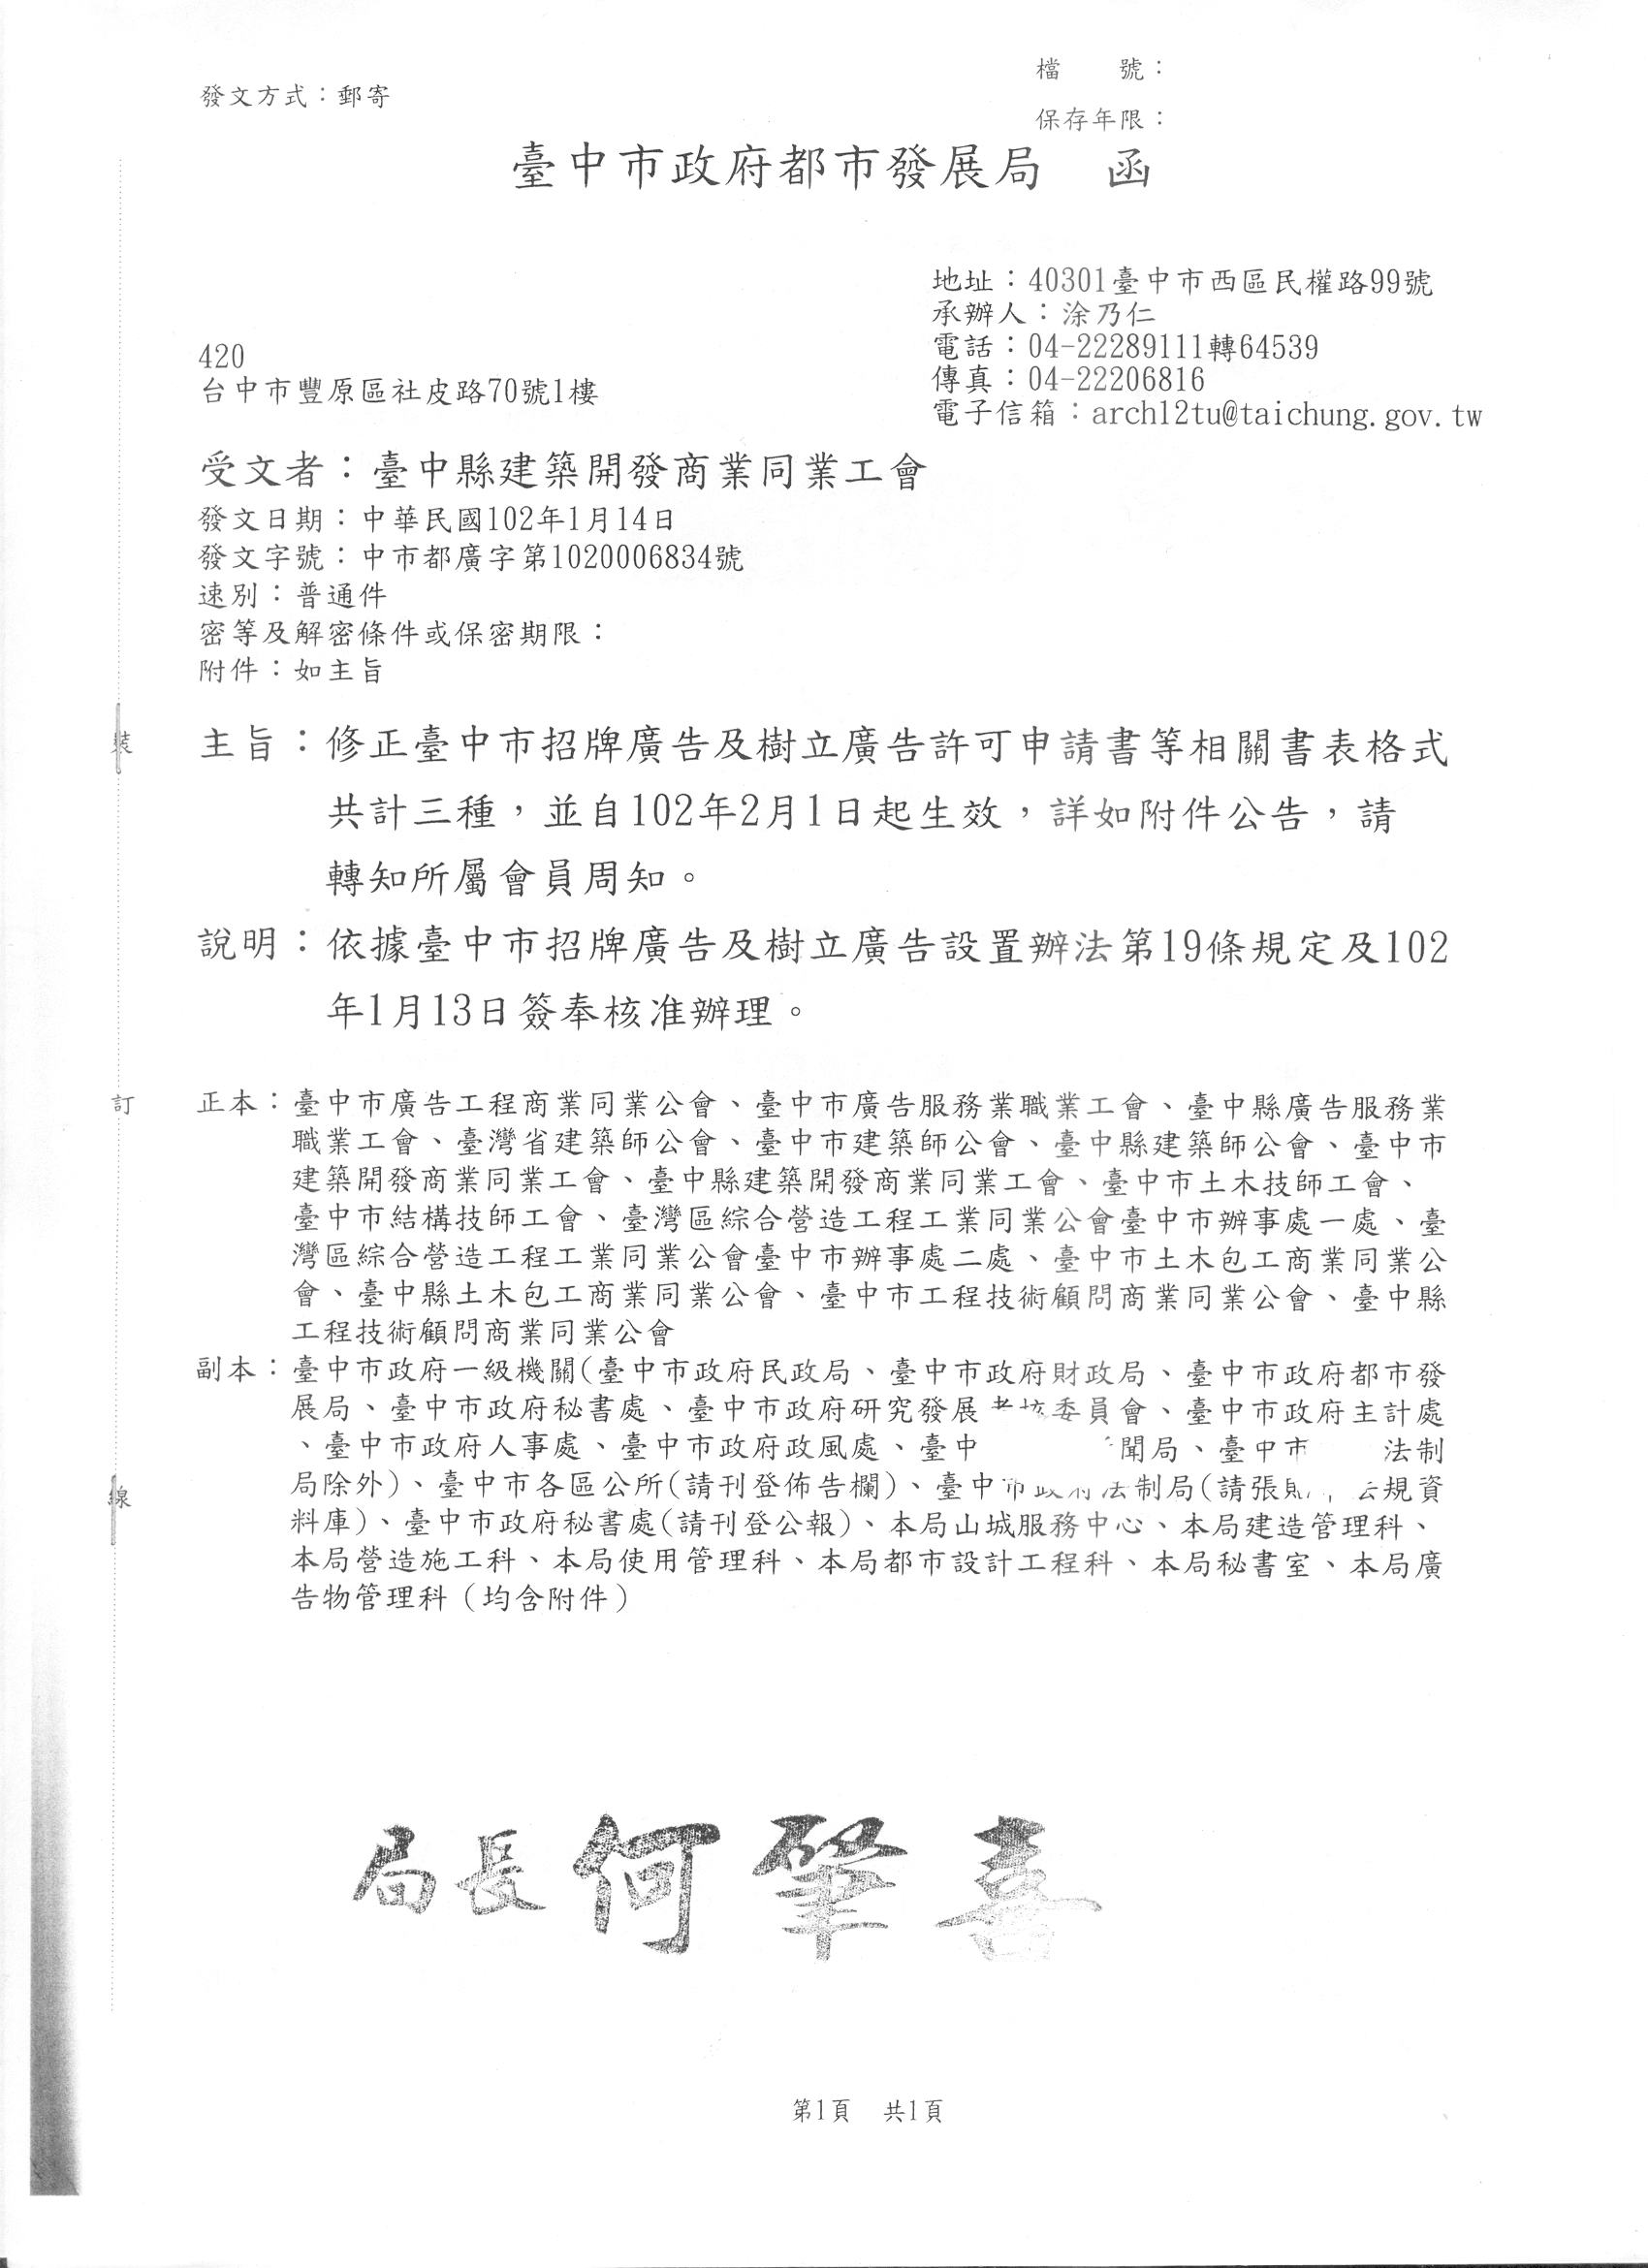 檔　　號：
發文方式：郵寄
保存年限：
臺中市政府都市發展局　函
地址：40301臺中市西區民權路99號
承辦人：涂乃仁
電話：04-22289111轉64539
傳真：04-22206816
電子信箱：arch12tu@taichung.gov.tw
420
台中市豐原區社皮路70號1樓
受文者：臺中縣建築開發商業同業工會
發文日期：中華民國102年1月14日
發文字號：中市都廣字第1020006834號
速別：普通件
密等及解密條件或保密期限：
附件：如主旨
主旨：修正臺中市招牌廣告及樹立廣告許可申請書等相關書表格式
共計三種，並自102年2月1日起生效，詳如附件公告，請
轉知所屬會員周知。
說明：依據臺中市招牌廣告及樹立廣告設置辦法第19條規定及102
年1月13日簽奉核准辦理。
正本：臺中市廣告工程商業同業公會、臺中市廣告服務業職業工會、臺中縣廣告服務業
職業工會、臺灣省建築師公會、臺中市建築師公會、臺中縣建築師公會、臺中市
建築開發商業同業工會、臺中縣建築開發商業同業工會、臺中市土木技師工會、
臺中市結構技師工會、臺灣區綜合營造工程工業同業公會臺中市辦事處一處、臺
灣區綜合營造工程工業同業公會臺中市辦事處二處、臺中市土木包工商業同業公
會、臺中縣土木包工商業同業公會、臺中市工程技術顧問商業同業公會、臺中縣
工程技術顧問商業同業公會
副本：臺中市政府一級機關(臺中市政府民政局、臺中市政府財政局、臺中市政府都市發
展局、臺中市政府秘書處、臺中市政府研究發展考核委員會、臺中市政府主計處
、臺中市政府人事處、臺中市政府政風處、臺中　聞局、臺中市　法制
局除外)、臺中市各區公所(請刊登佈告欄)、臺中市政府法制局(請張貼　規資
料庫)、臺中市政府秘書處(請刊登公報)、本局山城服務中心、本局建造管理科、
本局營造施工科、本局使用管理科、本局都市設計工程科、本局秘書室、本局廣
告物管理科（均含附件）
裝
訂
線
局長何肇喜
第1頁　共1頁